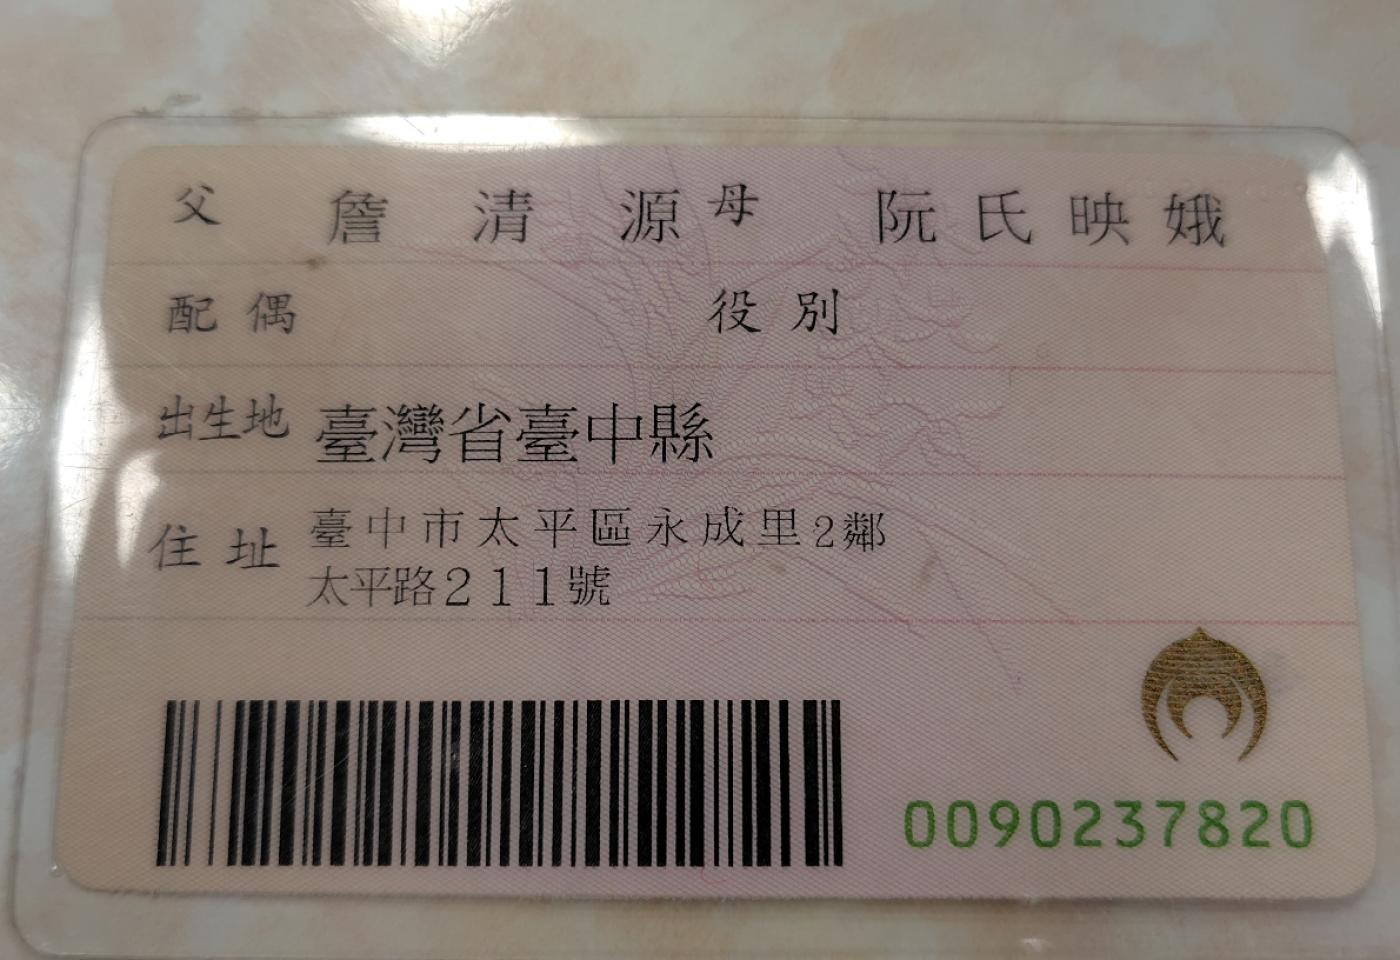 父 詹清源 母 阮氏映娥
配偶 役別
出生地 臺灣省臺中縣
住址 臺中市太平區永成里2鄰
太平路211號
0090237820